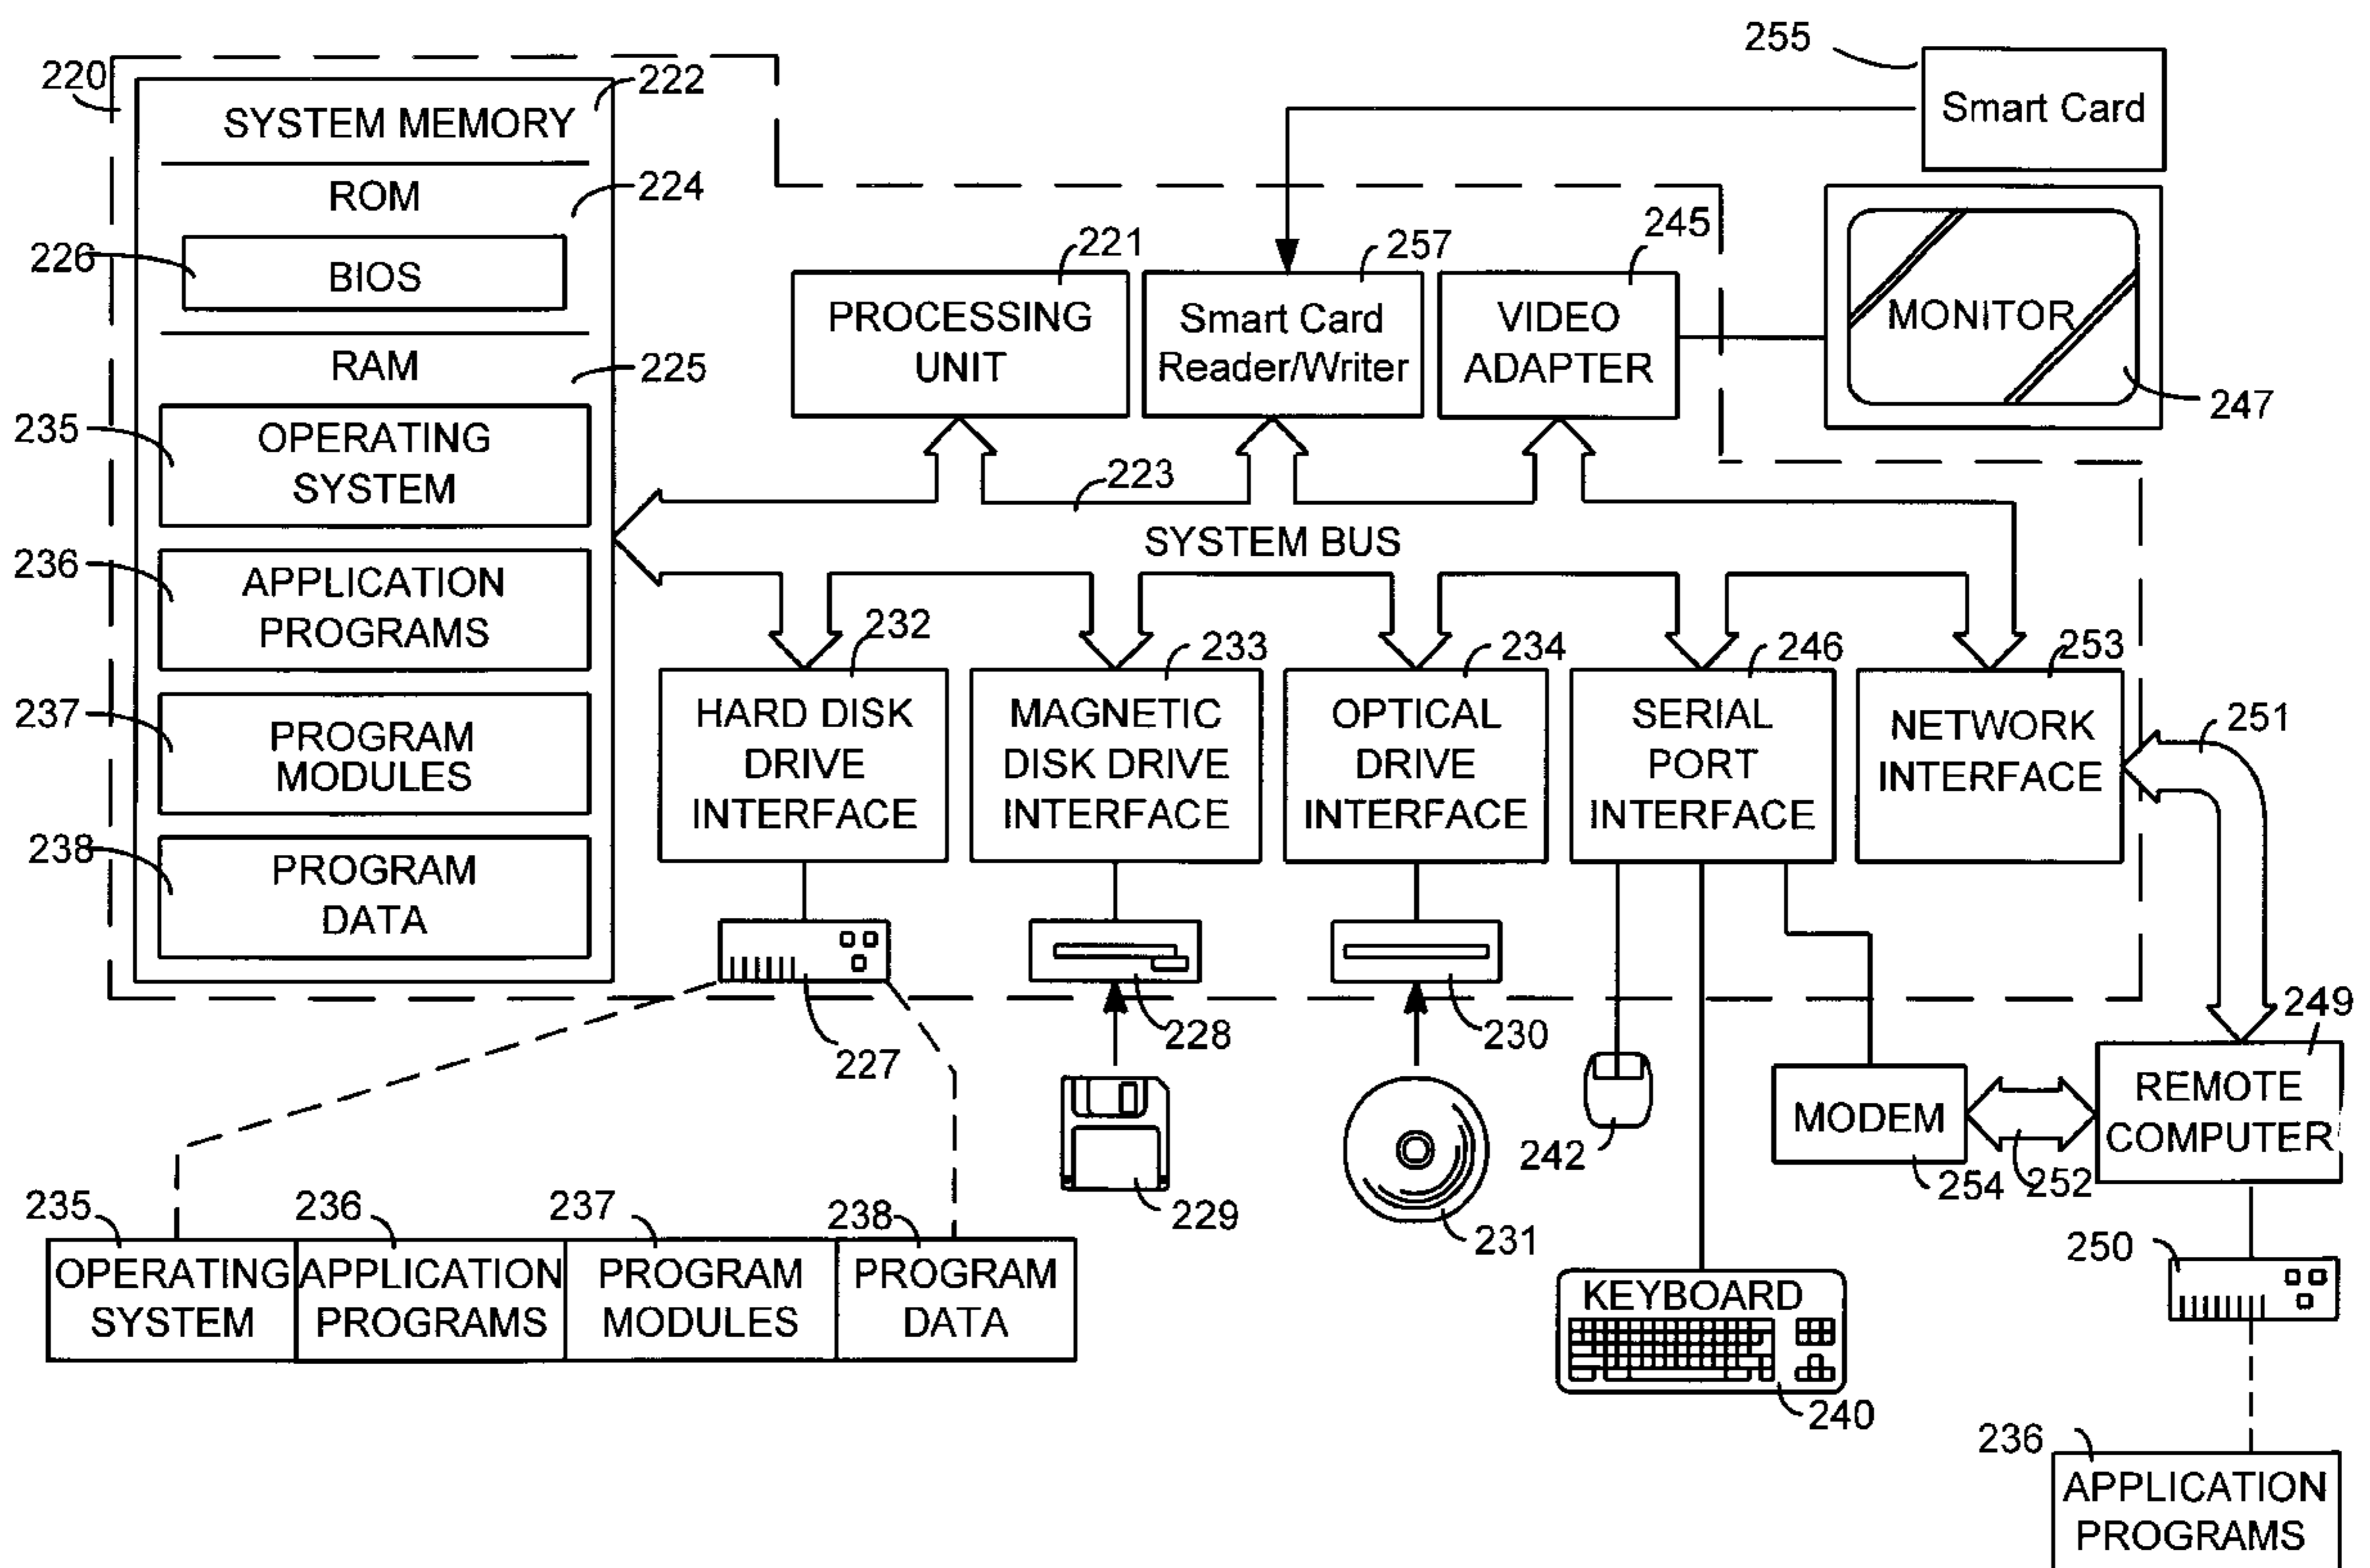 255
Smart Card
220
222
SYSTEM MEMORY
ROM
224
226
BIOS
RAM
225
235
OPERATING
SYSTEM
236
APPLICATION
PROGRAMS
237
PROGRAM
MODULES
238
PROGRAM
DATA
221
PROCESSING
UNIT
257
Smart Card
Reader/Writer
245
VIDEO
ADAPTER
MONITOR
247
223
SYSTEM BUS
232
HARD DISK
DRIVE
INTERFACE
233
MAGNETIC
DISK DRIVE
INTERFACE
234
OPTICAL
DRIVE
INTERFACE
246
SERIAL
PORT
INTERFACE
253
NETWORK
INTERFACE
251
227
228
230
249
229
231
242
MODEM
254
252
REMOTE
COMPUTER
235
OPERATING
SYSTEM
236
APPLICATION
PROGRAMS
237
PROGRAM
MODULES
238
PROGRAM
DATA
KEYBOARD
240
250
236
APPLICATION
PROGRAMS